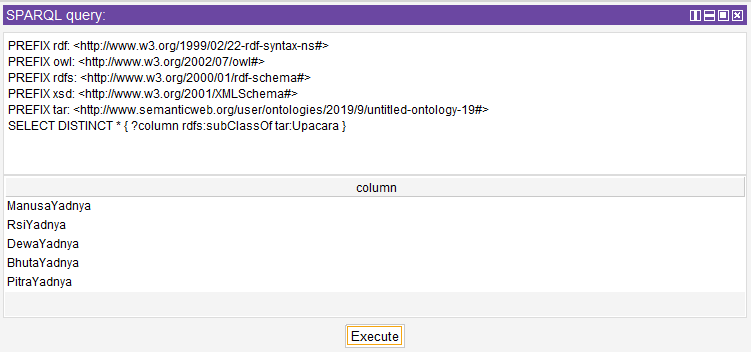 SPARQL query:
PREFIX rdf: <http://www.w3.org/1999/02/22-rdf-syntax-ns#>
PREFIX owl: <http://www.w3.org/2002/07/owl#>
PREFIX rdfs: <http://www.w3.org/2000/01/rdf-schema#>
PREFIX xsd: <http://www.w3.org/2001/XMLSchema#>
PREFIX tar: <http://www.semanticweb.org/user/ontologies/2019/9/untitled-ontology-19#>
SELECT DISTINCT * { ?column rdfs:subClassOf tar:Upacara }
column
ManusaYadnya
RsiYadnya
DewaYadnya
BhutaYadnya
PitraYadnya
Execute